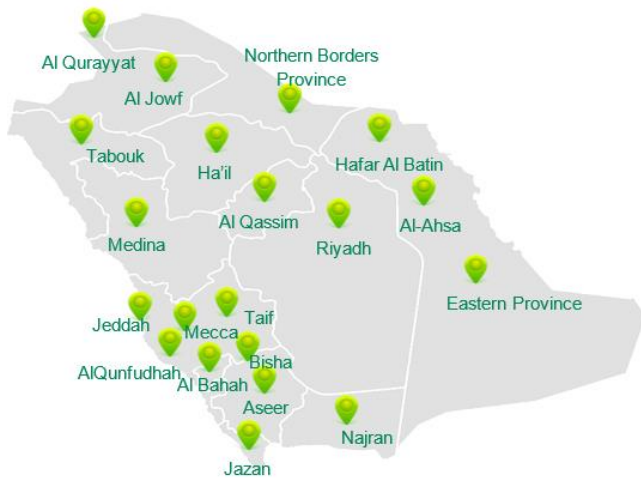 Al Qurayyat
Northern Borders
Province
Al Jowf
Tabouk
Ha'il
Hafar Al Batin
Al Qassim
Al-Ahsa
Medina
Riyadh
Eastern Province
Jeddah
Mecca
Taif
AlQunfudhah
Al Bahah
Bisha
Aseer
Najran
Jazan